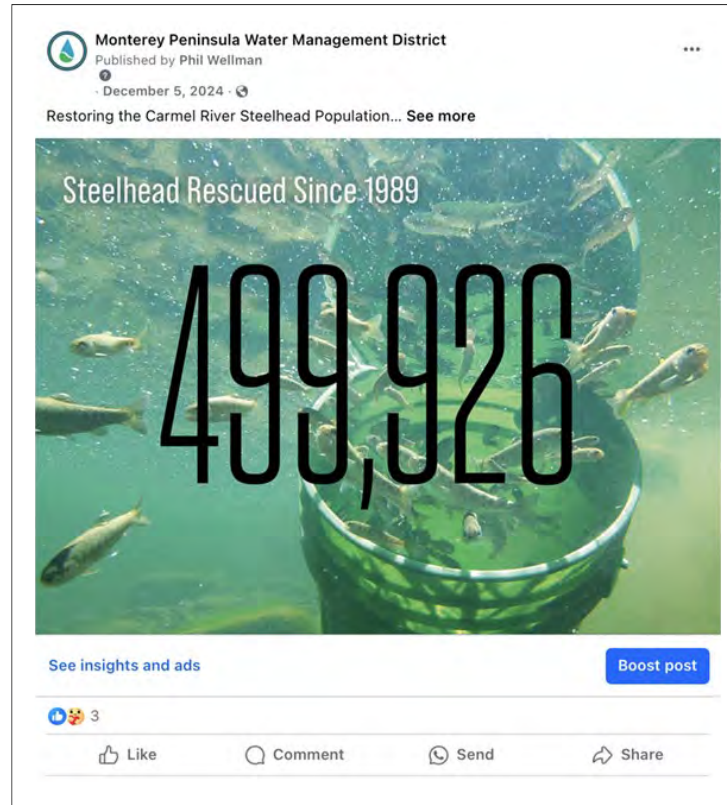 Monterey Peninsula Water Management District
Published by Phil Wellman
?
· December 5, 2024 ·
Restoring the Carmel River Steelhead Population... See more
Steelhead Rescued Since 1989
499,926
See insights and ads
Boost post
3
Like
Comment
Send
Share